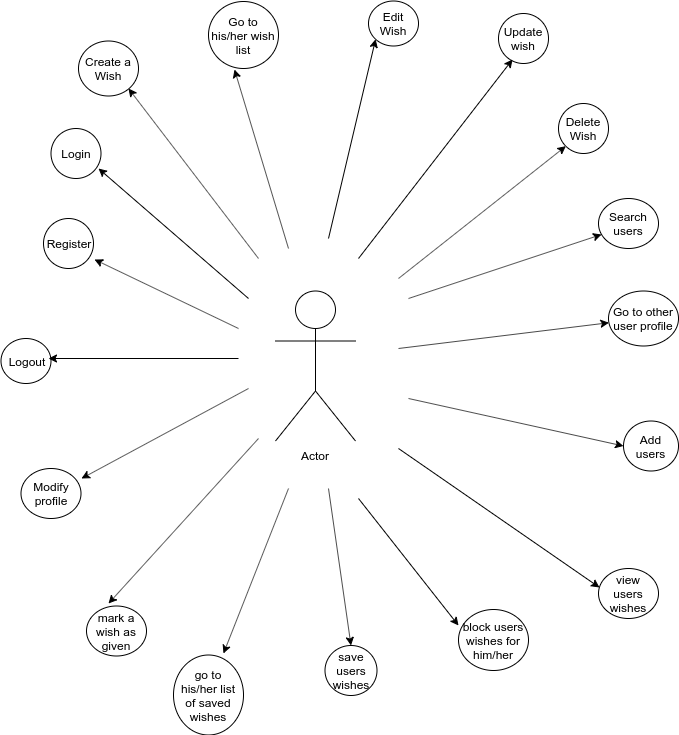 Go to
his/her wish
list
Edit
Wish
Update
wish
Create a
Wish
Delete
Wish
Login
Search
users
Register
Go to other
user profile
Logout
Add
users
Actor
Modify
profile
view
users
wishes
mark a
wish as
given
block users
wishes for
him/her
save
users
wishes
go to
his/her list
of saved
wishes